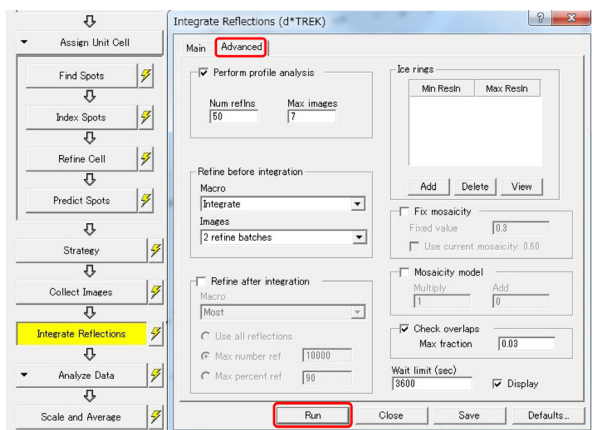 Integrate Reflections (d*TREK)
Assign Unit Cell
Find Spots
Index Spots
Refine Cell
Predict Spots
Strategy
Collect Images
Integrate Reflections
Analyze Data
Scale and Average
Main
Advanced
Perform profile analysis
Num reflns
Max images
50
7
Refine before integration
Macro
Integrate
Images
2 refine batches
Refine after integration
Macro
Most
Use all reflections
Max number ref
10000
Max percent ref
90
Ice rings
Min Resln
Max Resln
Add
Delete
View
Fix mosaicity
Fixed value
0.3
Use current mosaicity: 0.60
Mosaicity model
Multiply
Add
1
0
Check overlaps
Max fraction
0.03
Wait limit (sec)
3600
Display
Run
Close
Save
Defaults...